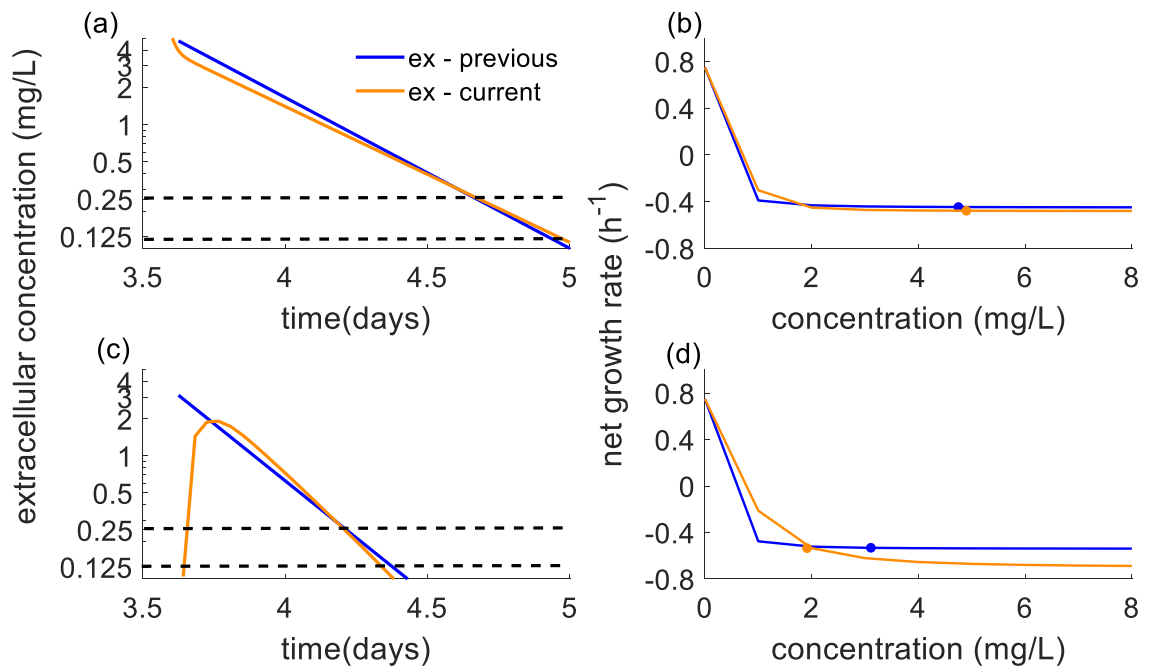 (a)
4
3
2
1
0.5
0.25
0.125
3.5 4 4.5 5
time(days)
ex - previous
ex - current
extracellular concentration (mg/L)
(b)
0.8
0.4
0
-0.4
-0.8
0 2 4 6 8
concentration (mg/L)
net growth rate (h-1)
(c)
4
3
2
1
0.5
0.25
0.125
3.5 4 4.5 5
time(days)
(d)
0.8
0.4
0
-0.4
-0.8
0 2 4 6 8
concentration (mg/L)